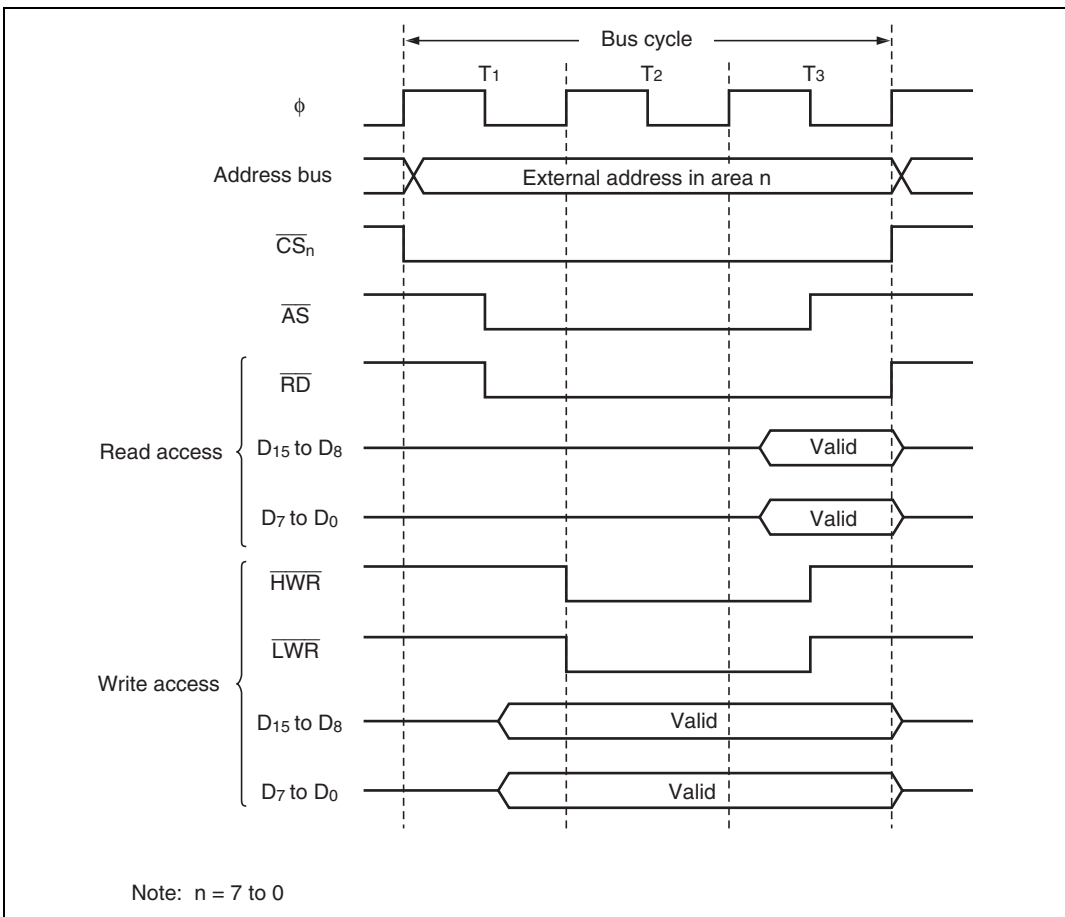 Bus cycle
T1 T2 T3
ϕ
Address bus External address in area n
CSn
AS
RD
Read access D15 to D8 Valid
D7 to D0 Valid
HWR
LWR
Write access D15 to D8 Valid
D7 to D0 Valid
Note: n = 7 to 0